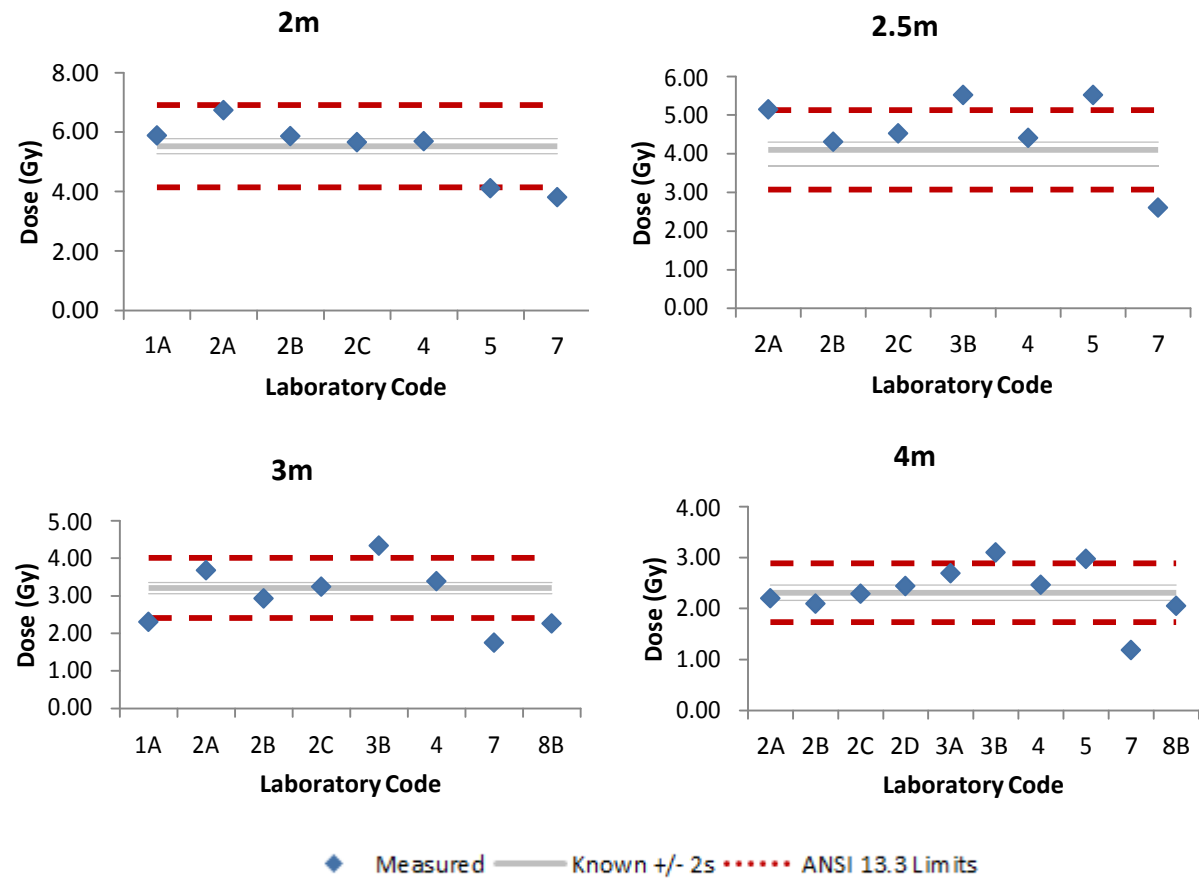 2m
8.00
6.00
4.00
2.00
0.00
Dose (Gy)
1A 2A 2B 2C 4 5 7
Laboratory Code
2.5m
6.00
5.00
4.00
3.00
2.00
1.00
0.00
Dose (Gy)
2A 2B 2C 3B 4 5 7
Laboratory Code
3m
5.00
4.00
3.00
2.00
1.00
0.00
Dose (Gy)
1A 2A 2B 2C 3B 4 7 8B
Laboratory Code
4m
4.00
3.00
2.00
1.00
0.00
Dose (Gy)
2A 2B 2C 2D 3A 3B 4 5 7 8B
Laboratory Code
Measured Known +/- 2s ANSI 13.3 Limits